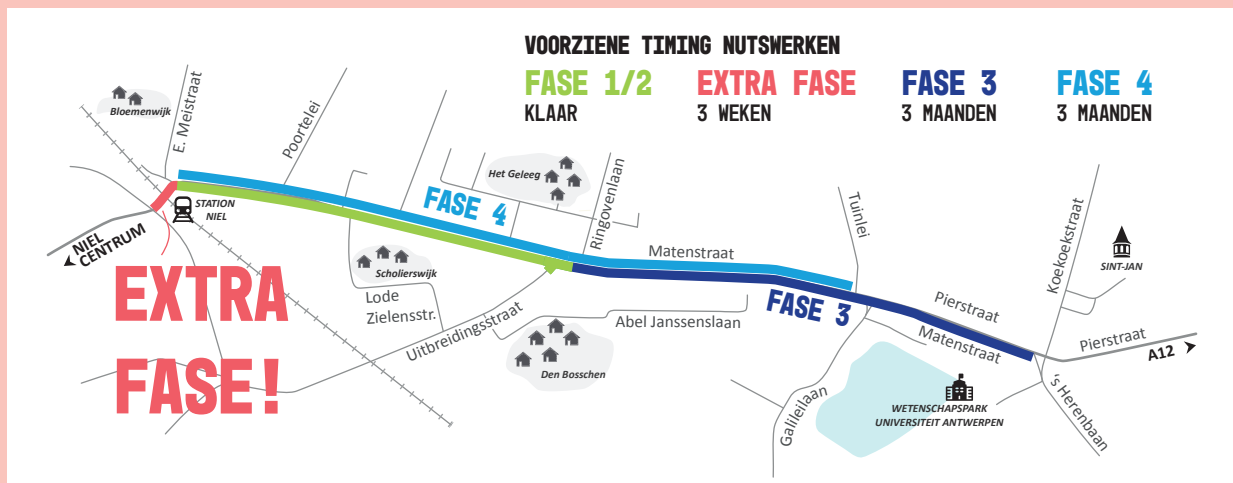 VOORZIENE TIMING NUTSWERKEN
FASE 1/2
KLAAR
EXTRA FASE
3 WEKEN
FASE 3
3 MAANDEN
FASE 4
3 MAANDEN
Bloemenwijk
E. Meistraat
Poortelei
STATION
NIEL
NIEL
CENTRUM
EXTRA
FASE!
FASE 4
Het Geleeg
Ringovenlaan
Scholierswijk
Lode
Zielensstr.
Uitbreidingsstraat
Den Bosschen
Abel Janssenslaan
Matenstraat
FASE 3
Tuinlei
Galileilaan
Pierstraat
Matenstraat
WETENSCHAPSPARK
UNIVERSITEIT ANTWERPEN
Koekoekstraat
SINT-JAN
Pierstraat
A12
's Herenbaan